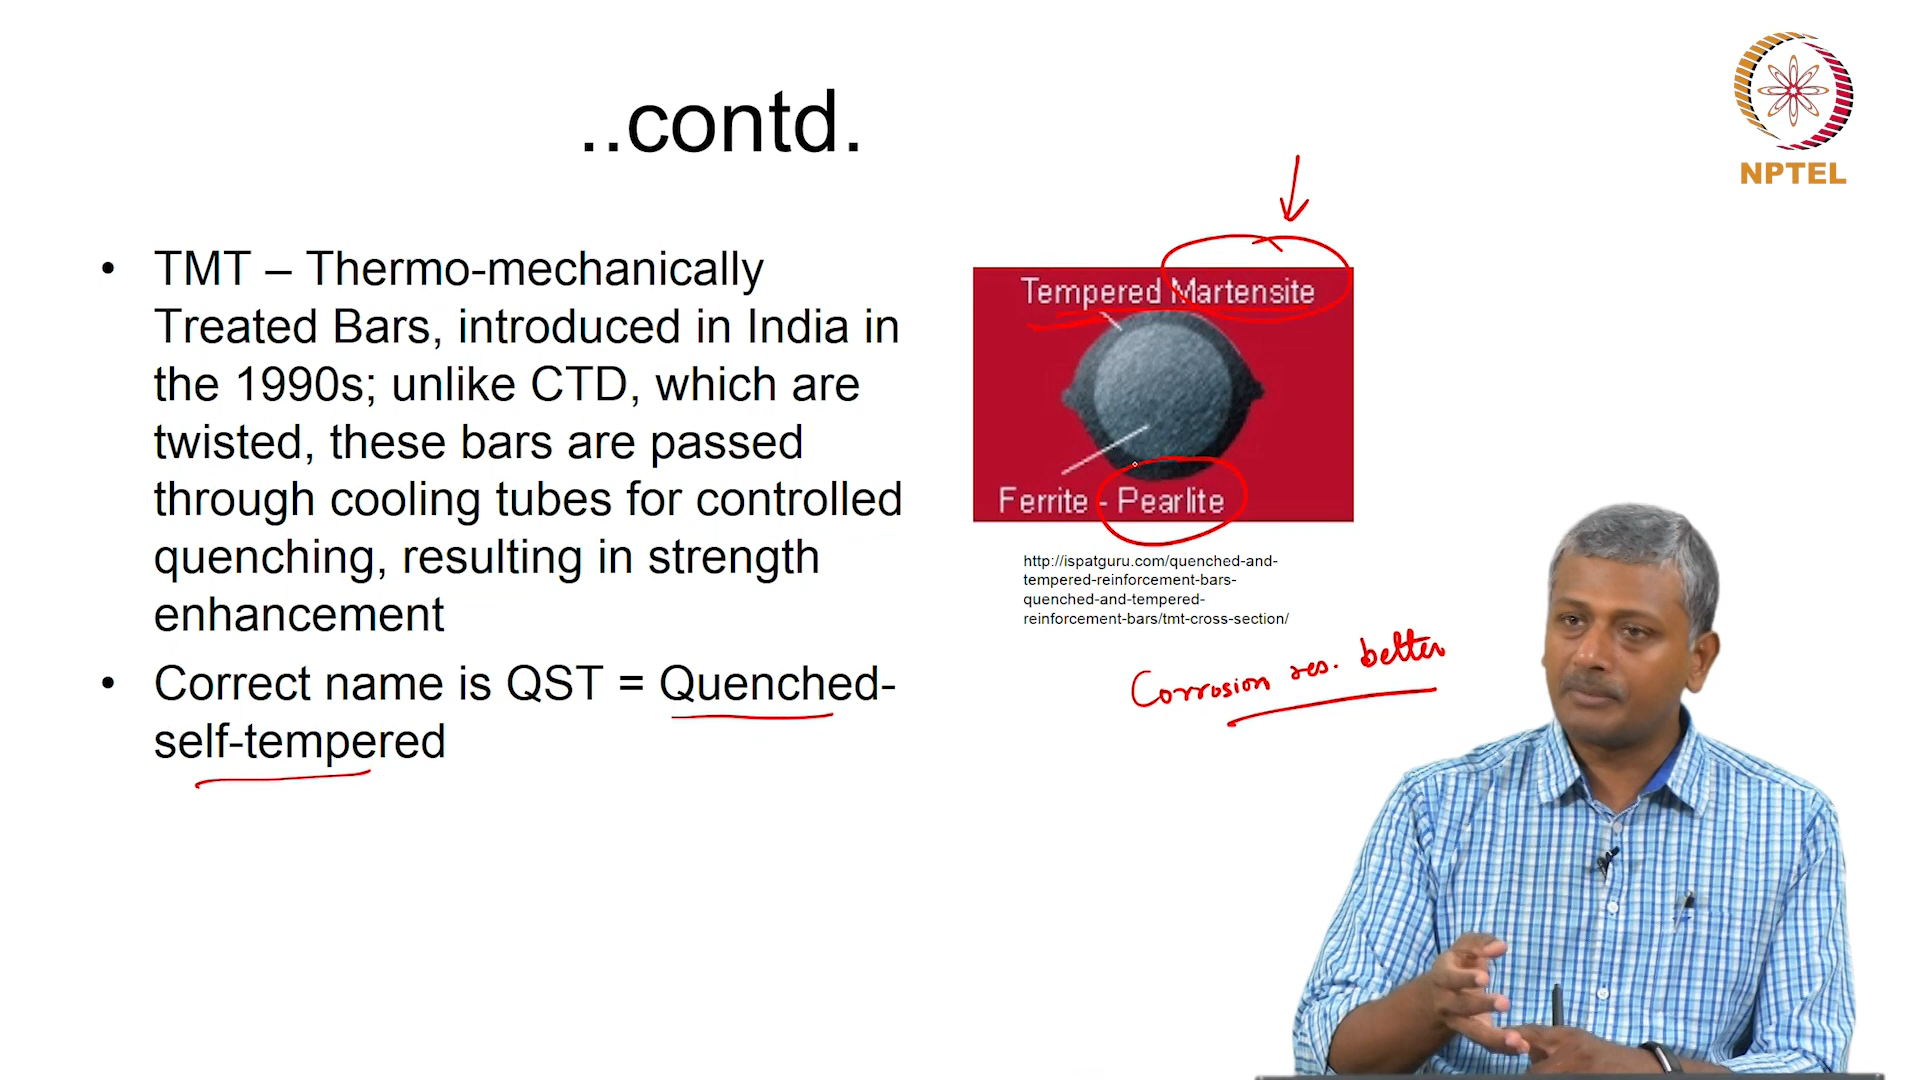 ..contd.
NPTEL
• TMT – Thermo-mechanically
Treated Bars, introduced in India in
the 1990s; unlike CTD, which are
twisted, these bars are passed
through cooling tubes for controlled
quenching, resulting in strength
enhancement
• Correct name is QST = Quenched-
self-tempered
Tempered Martensite
Ferrite - Pearlite
http://ispatguru.com/quenched-and-
tempered-reinforcement-bars-
quenched-and-tempered-
reinforcement-bars/tmt-cross-section/
Corrosion res. better